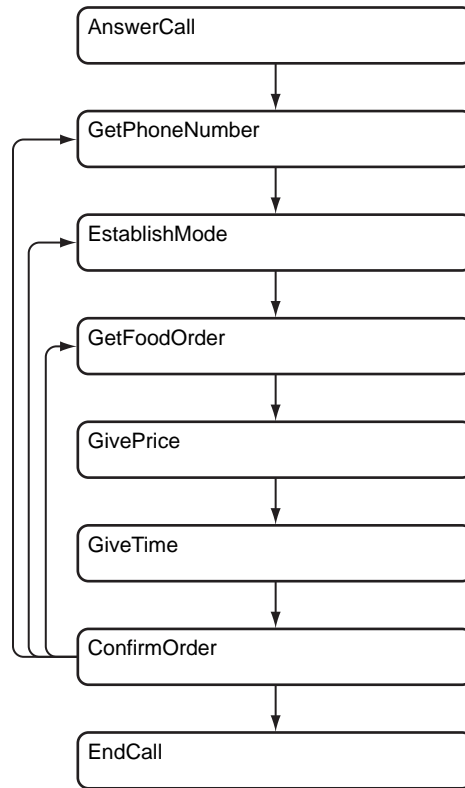 AnswerCall
GetPhoneNumber
EstablishMode
GetFoodOrder
GivePrice
GiveTime
ConfirmOrder
EndCall